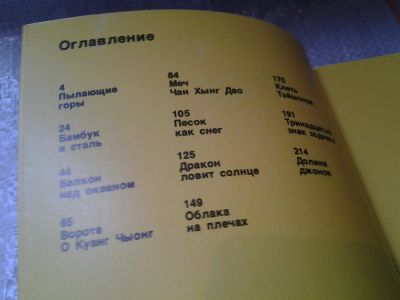 Оглавление
4
Пылающие
горы
24
Бамбук
и сталь
44
Балкон
над океаном
65
Ворота
О Куанг Чыонг
84
Меч
Чан Хынг Дао
105
Песок
как снег
125
Дракон
ловит солнце
149
Облака
на плечах
170
Клеть
Тэйшонов
191
Тринадцатый
знак зодиака
214
Долина
джонок